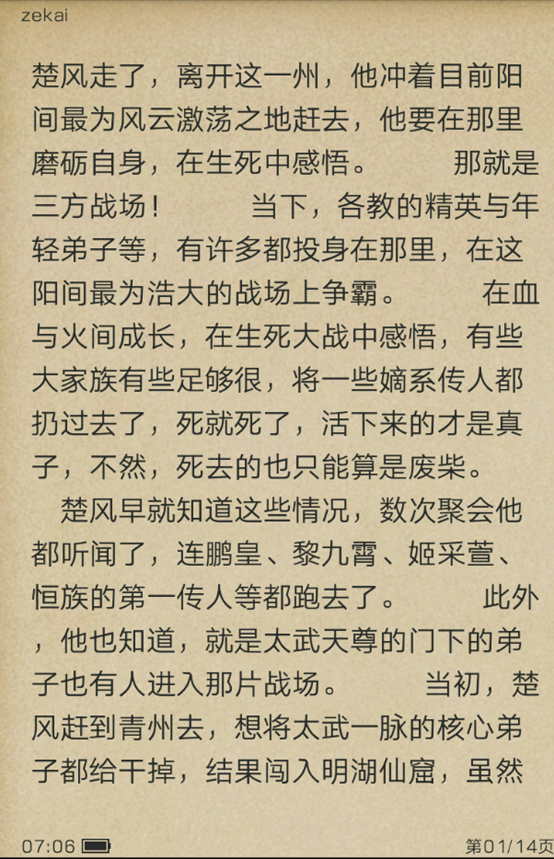 zekai
楚风走了，离开这一州，他冲着目前阳
间最为风云激荡之地赶去，他要在那里
磨砺自身，在生死中感悟。 那就是
三方战场！ 当下，各教的精英与年
轻弟子等，有许多都投身在那里，在这
阳间最为浩大的战场上争霸。 在血
与火间成长，在生死大战中感悟，有些
大家族有些足够很，将一些嫡系传人都
扔过去了，死就死了，活下来的才是真
子，不然，死去的也只能算是废柴。
楚风早就知道这些情况，数次聚会他
都听闻了，连鹏皇、黎九霄、姬采萱、
恒族的第一传人等都跑去了。 此外
，他也知道，就是太武天尊的门下的弟
子也有人进入那片战场。 当初，楚
风赶到青州去，想将太武一脉的核心弟
子都给干掉，结果闯入明湖仙窟，虽然
07:06 第01/14页